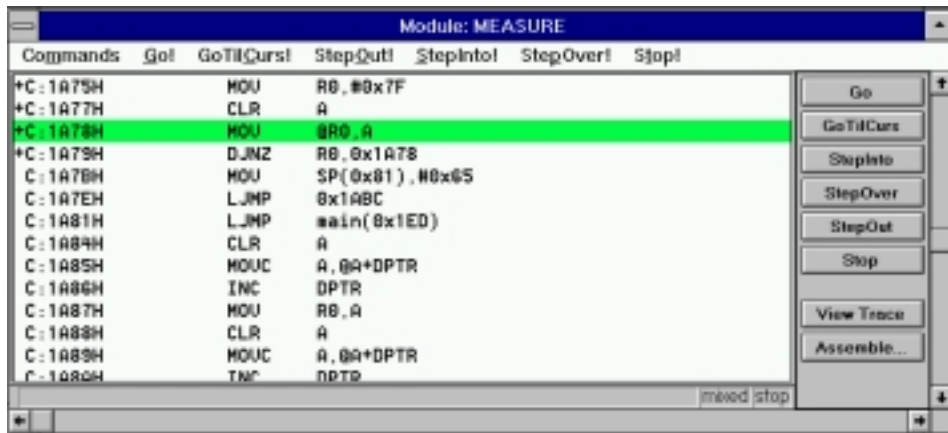 Module: MEASURE
Commands Go! GoTilCurs! StepOut! StepInto! StepOver! Stop!
+C:1A75H MOV R0,#0x7F
+C:1A77H CLR A
+C:1A78H MOV @R0,A
+C:1A79H DJNZ R0,0x1A78
C:1A7BH MOV SP(0x81),#0x65
C:1A7EH LJMP 0x1ABC
C:1A81H LJMP main(0x1ED)
C:1A84H CLR A
C:1A85H MOVC A,@A+DPTR
C:1A86H INC DPTR
C:1A87H MOV R0,A
C:1A88H CLR A
C:1A89H MOVC A,@A+DPTR
C:1A8AH INC DPTR
Go
GoTilCurs
StepInto
StepOver
StepOut
Stop
View Trace
Assemble...
mixed stop